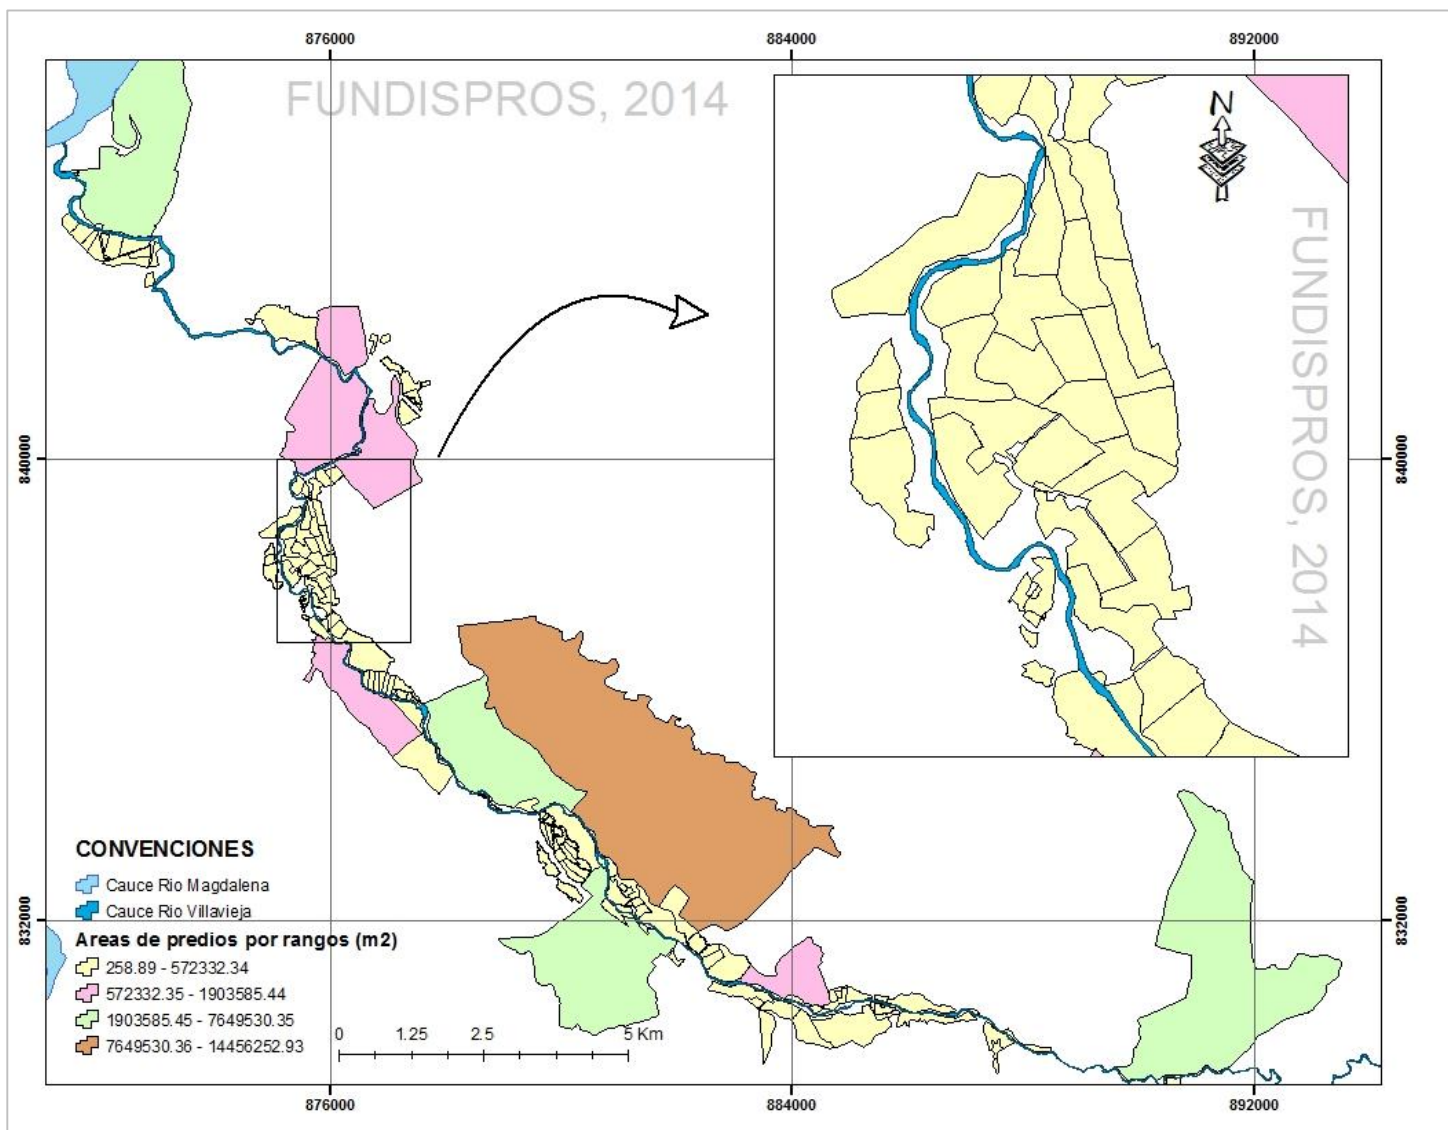 876000
884000
892000
FUNDISPROS, 2014
N
FUNDISPROS, 2014
840000
840000
CONVENCIONES
Cauce Rio Magdalena
Cauce Rio Villavieja
Areas de predios por rangos (m2)
258.89 - 572332.34
572332.35 - 1903585.44
1903585.45 - 7649530.35
7649530.36 - 14456252.93
0 1.25 2.5 5 Km
832000
832000
876000
884000
892000